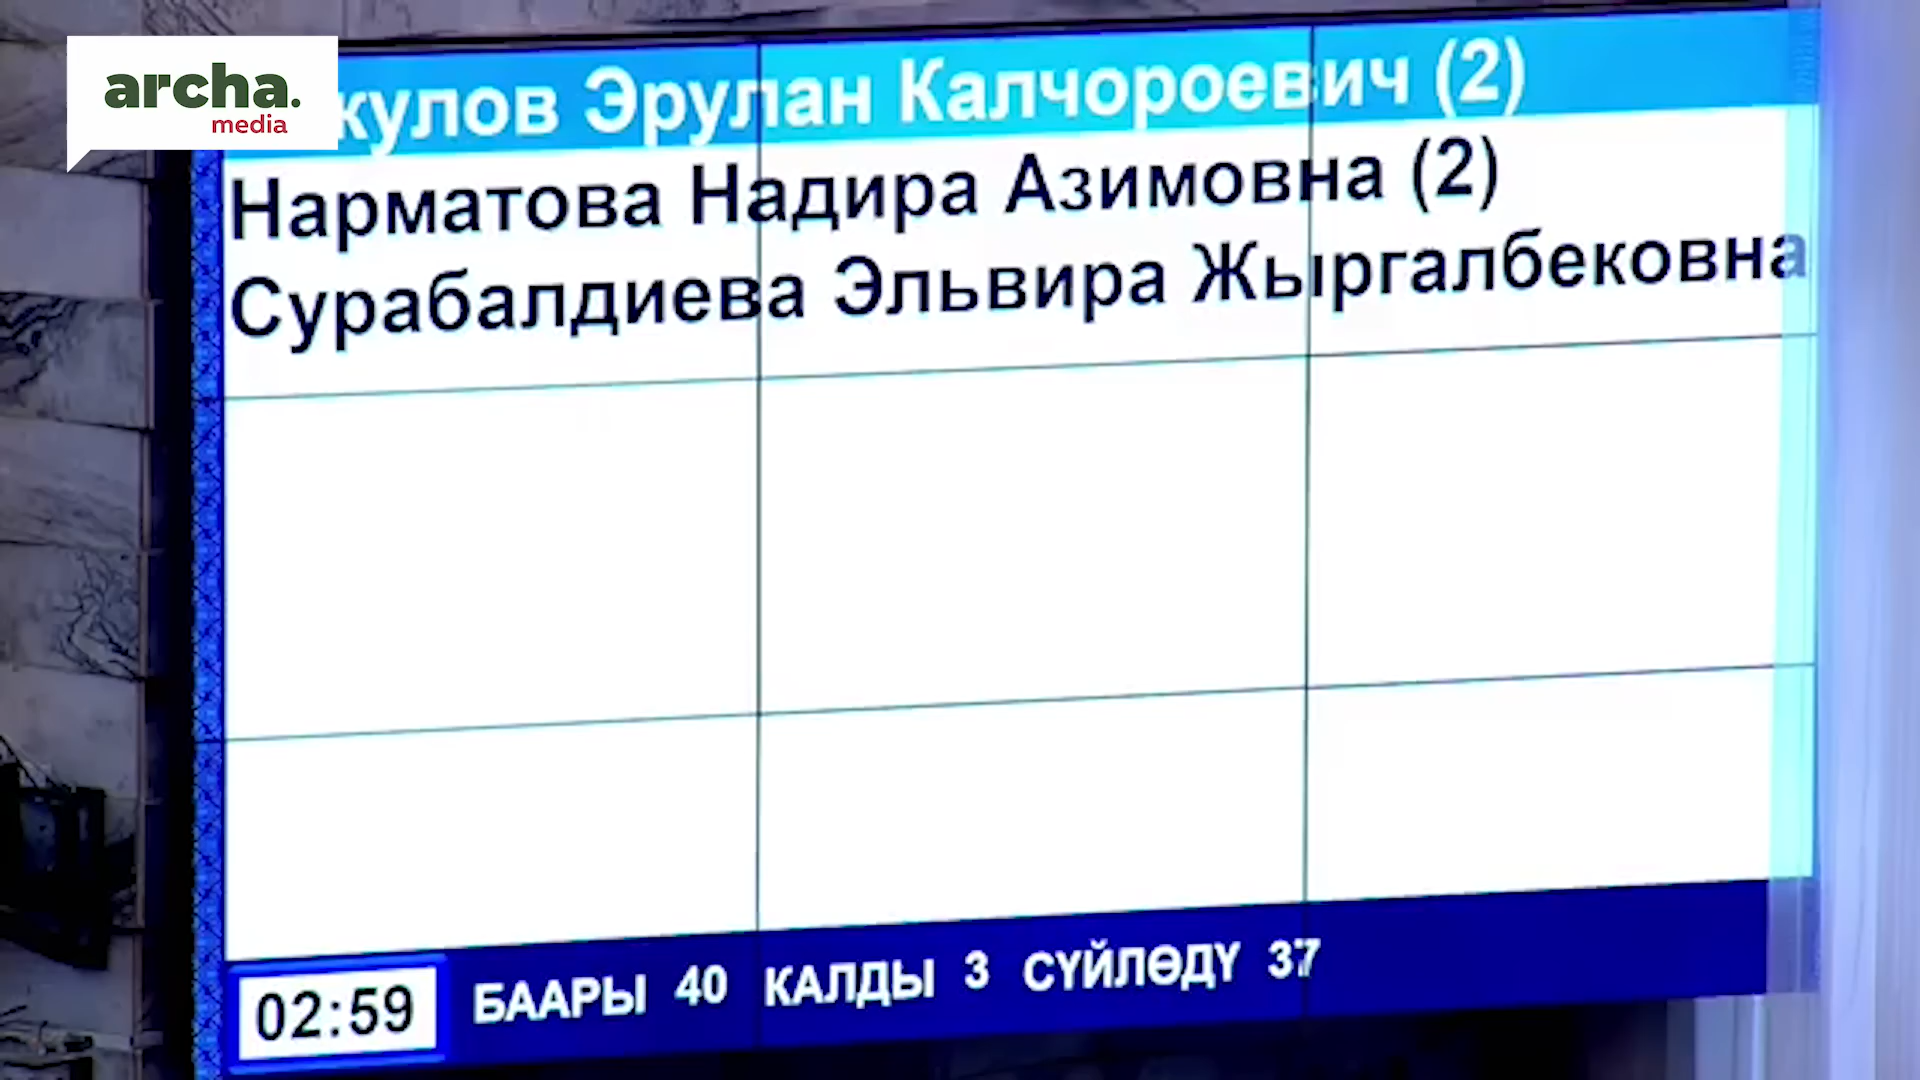 archa.
media
кулов Эрулан Калчороевич (2)
Нарматова Надира Азимовна (2)
Сурабалдиева Эльвира Жыргалбековна
02:59 БААРЫ 40 КАЛДЫ 3 СҮЙЛӨДҮ 37